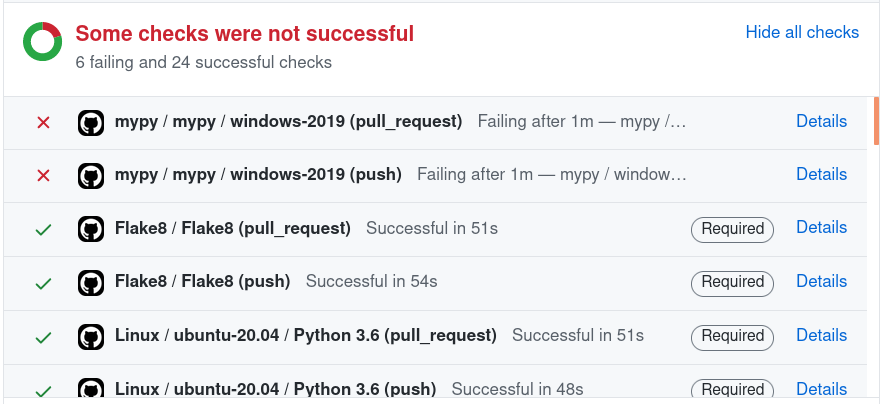 Some checks were not successful
Hide all checks
6 failing and 24 successful checks
mypy / mypy / windows-2019 (pull_request) Failing after 1m — mypy /… Details
mypy / mypy / windows-2019 (push) Failing after 1m — mypy / window… Details
Flake8 / Flake8 (pull_request) Successful in 51s Required Details
Flake8 / Flake8 (push) Successful in 54s Required Details
Linux / ubuntu-20.04 / Python 3.6 (pull_request) Successful in 51s Required Details
Linux / ubuntu-20.04 / Python 3.6 (push) Successful in 48s Required Details